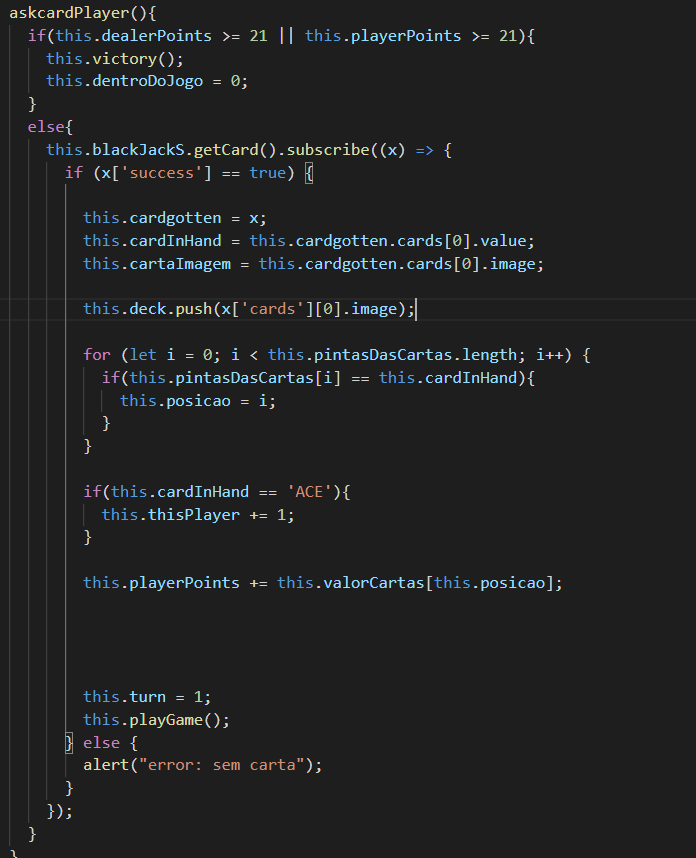 askcardPlayer(){
if(this.dealerPoints >= 21 || this.playerPoints >= 21){
this.victory();
this.dentroDoJogo = 0;
}
else{
this.blackJackS.getCard().subscribe((x) => {
if (x['success'] == true) {
this.cardgotten = x;
this.cardInHand = this.cardgotten.cards[0].value;
this.cartaImagem = this.cardgotten.cards[0].image;
this.deck.push(x['cards'][0].image);
for (let i = 0; i < this.pintasDasCartas.length; i++) {
if(this.pintasDasCartas[i] == this.cardInHand){
this.posicao = i;
}
}
if(this.cardInHand == 'ACE'){
this.thisPlayer += 1;
}
this.playerPoints += this.valorCartas[this.posicao];
this.turn = 1;
this.playGame();
} else {
alert("error: sem carta");
}
});
}
}